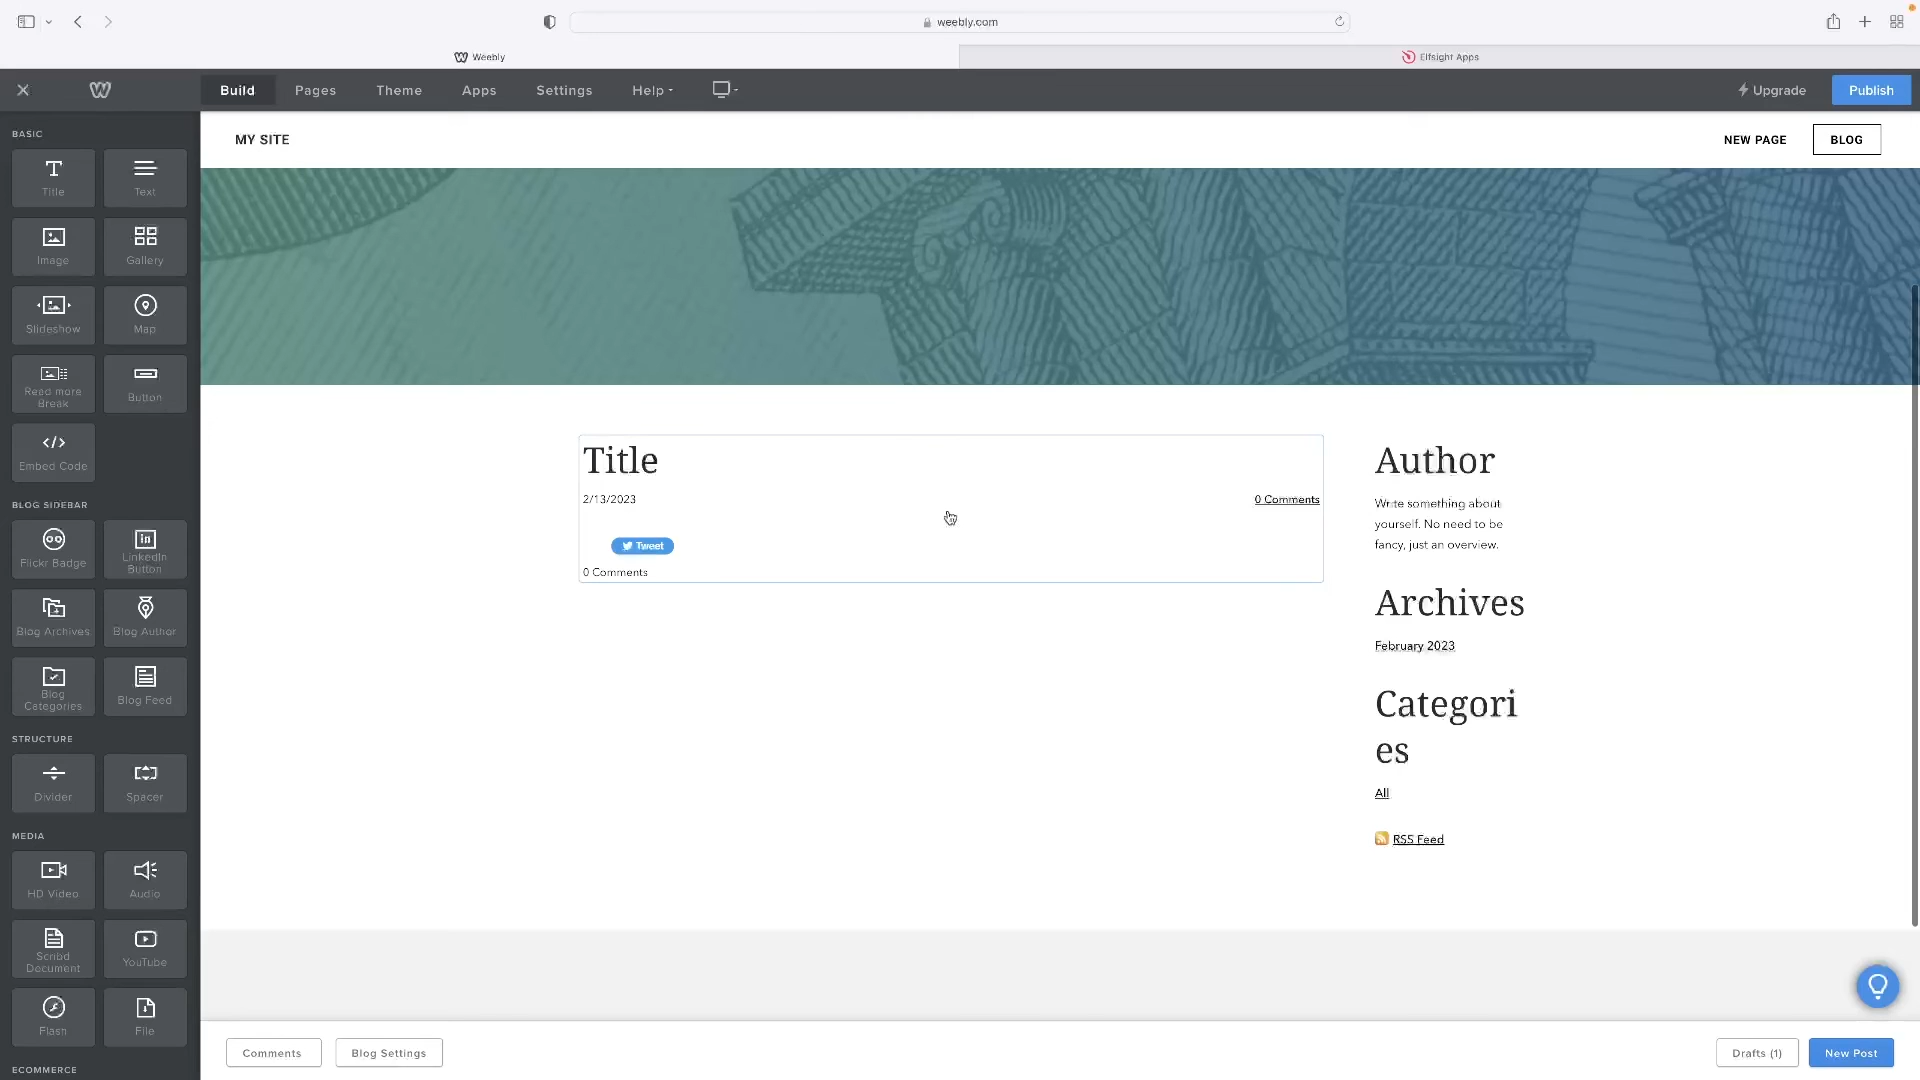 weebly.com
Weebly
Elfsight Apps
Build
Pages
Theme
Apps
Settings
Help
Upgrade
Publish
BASIC
Title
Text
Image
Gallery
Slideshow
Map
Read more
Break
Button
Embed Code
BLOG SIDEBAR
Flickr Badge
LinkedIn
Button
Blog Archives
Blog Author
Blog
Categories
Blog Feed
STRUCTURE
Divider
Spacer
MEDIA
HD Video
Audio
Scribd
Document
YouTube
Flash
File
ECOMMERCE
MY SITE
NEW PAGE
BLOG
Title
2/13/2023
0 Comments
Tweet
0 Comments
Author
Write something about
yourself. No need to be
fancy, just an overview.
Archives
February 2023
Categori
es
All
RSS Feed
Comments
Blog Settings
Drafts (1)
New Post